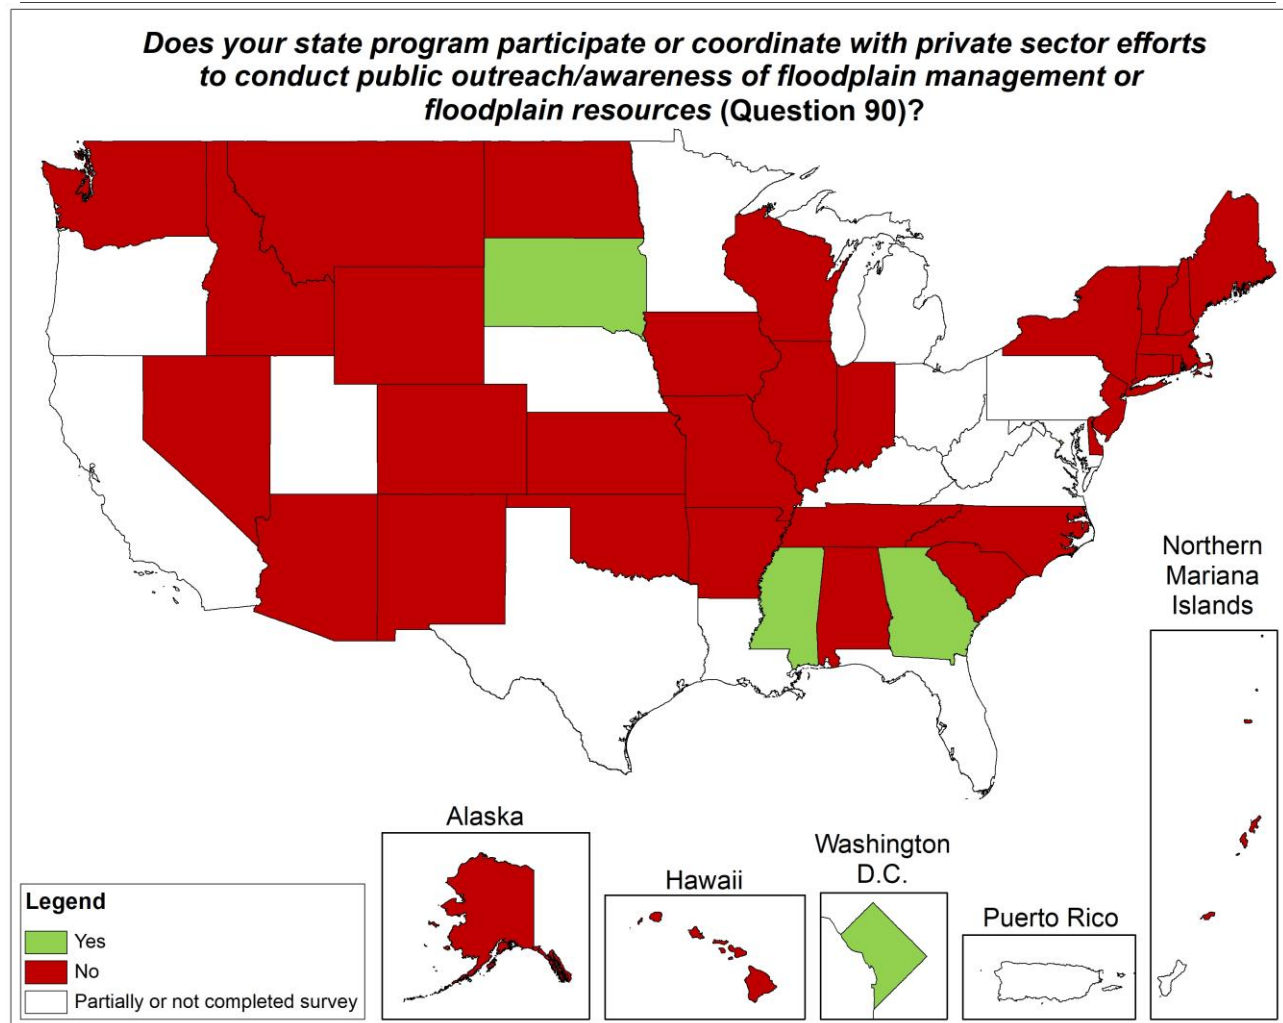 Does your state program participate or coordinate with private sector efforts
to conduct public outreach/awareness of floodplain management or
floodplain resources (Question 90)?
Northern
Mariana
Islands
Alaska
Hawaii
Washington
D.C.
Puerto Rico
Legend
Yes
No
Partially or not completed survey